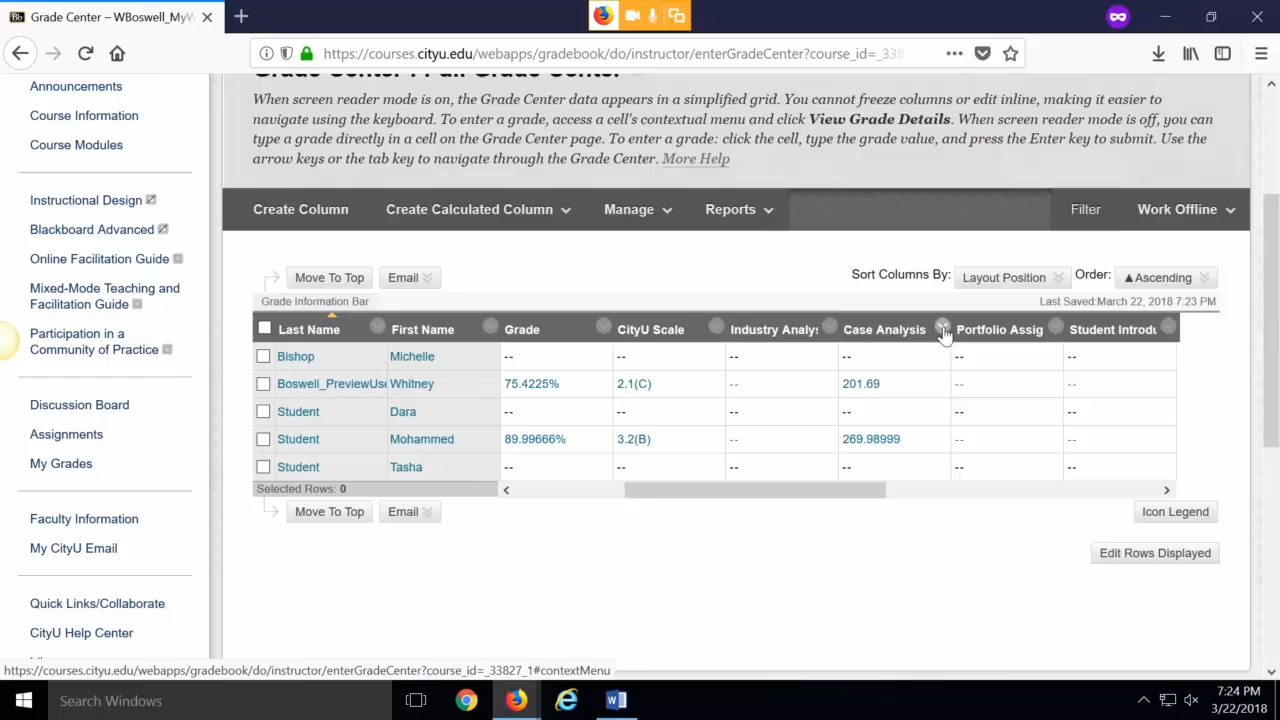 Grade Center – WBoswell_MyW
https://courses.cityu.edu/webapps/gradebook/do/instructor/enterGradeCenter?course_id=_33827
Announcements
Course Information
Course Modules
Instructional Design
Blackboard Advanced
Online Facilitation Guide
Mixed-Mode Teaching and
Facilitation Guide
Participation in a
Community of Practice
Discussion Board
Assignments
My Grades
Faculty Information
My CityU Email
Quick Links/Collaborate
CityU Help Center
Grade Center : Full Grade Center
When screen reader mode is on, the Grade Center data appears in a simplified grid. You cannot freeze columns or edit inline, making it easier to
navigate using the keyboard. To enter a grade, access a cell's contextual menu and click View Grade Details. When screen reader mode is off, you can
type a grade directly in a cell on the Grade Center page. To enter a grade: click the cell, type the grade value, and press the Enter key to submit. Use the
arrow keys or the tab key to navigate through the Grade Center. More Help
Create Column Create Calculated Column Manage Reports Filter Work Offline
Move To Top Email Sort Columns By: Layout Position Order: ▲Ascending
Grade Information Bar Last Saved:March 22, 2018 7:23 PM
Last Name First Name Grade CityU Scale Industry Analys Case Analysis Portfolio Assig Student Introdu
Bishop Michelle -- -- -- -- -- --
Boswell_PreviewUse Whitney 75.4225% 2.1(C) -- 201.69 -- --
Student Dara -- -- -- -- -- --
Student Mohammed 89.99666% 3.2(B) -- 269.98999 -- --
Student Tasha -- -- -- -- -- --
Selected Rows: 0
Move To Top Email Icon Legend
Edit Rows Displayed
https://courses.cityu.edu/webapps/gradebook/do/instructor/enterGradeCenter?course_id=_33827_1#contextMenu
Search Windows
7:24 PM
3/22/2018